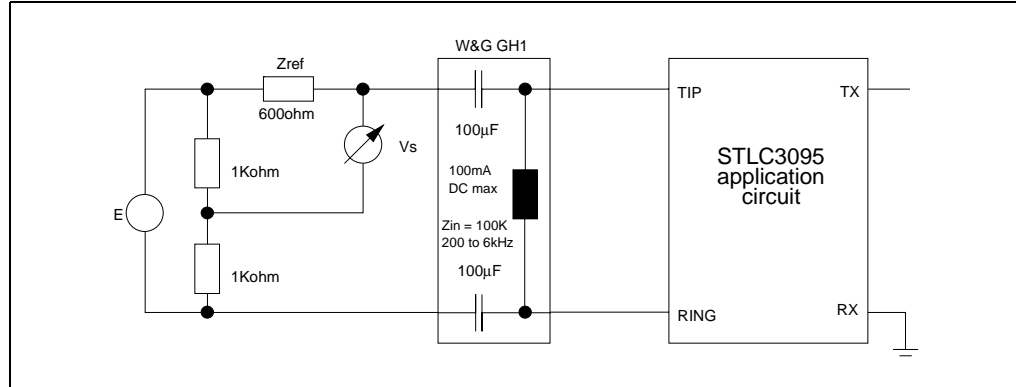 W&G GH1
Zref
600ohm
100µF
TIP
TX
Vs
1Kohm
100mA
DC max
STLC3095
application
circuit
E
Zin = 100K
200 to 6kHz
1Kohm
100µF
RING
RX